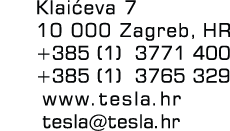 Klaićeva 7
10 000 Zagreb, HR
+385 (1) 3771 400
+385 (1) 3765 329
www.tesla.hr
tesla@tesla.hr